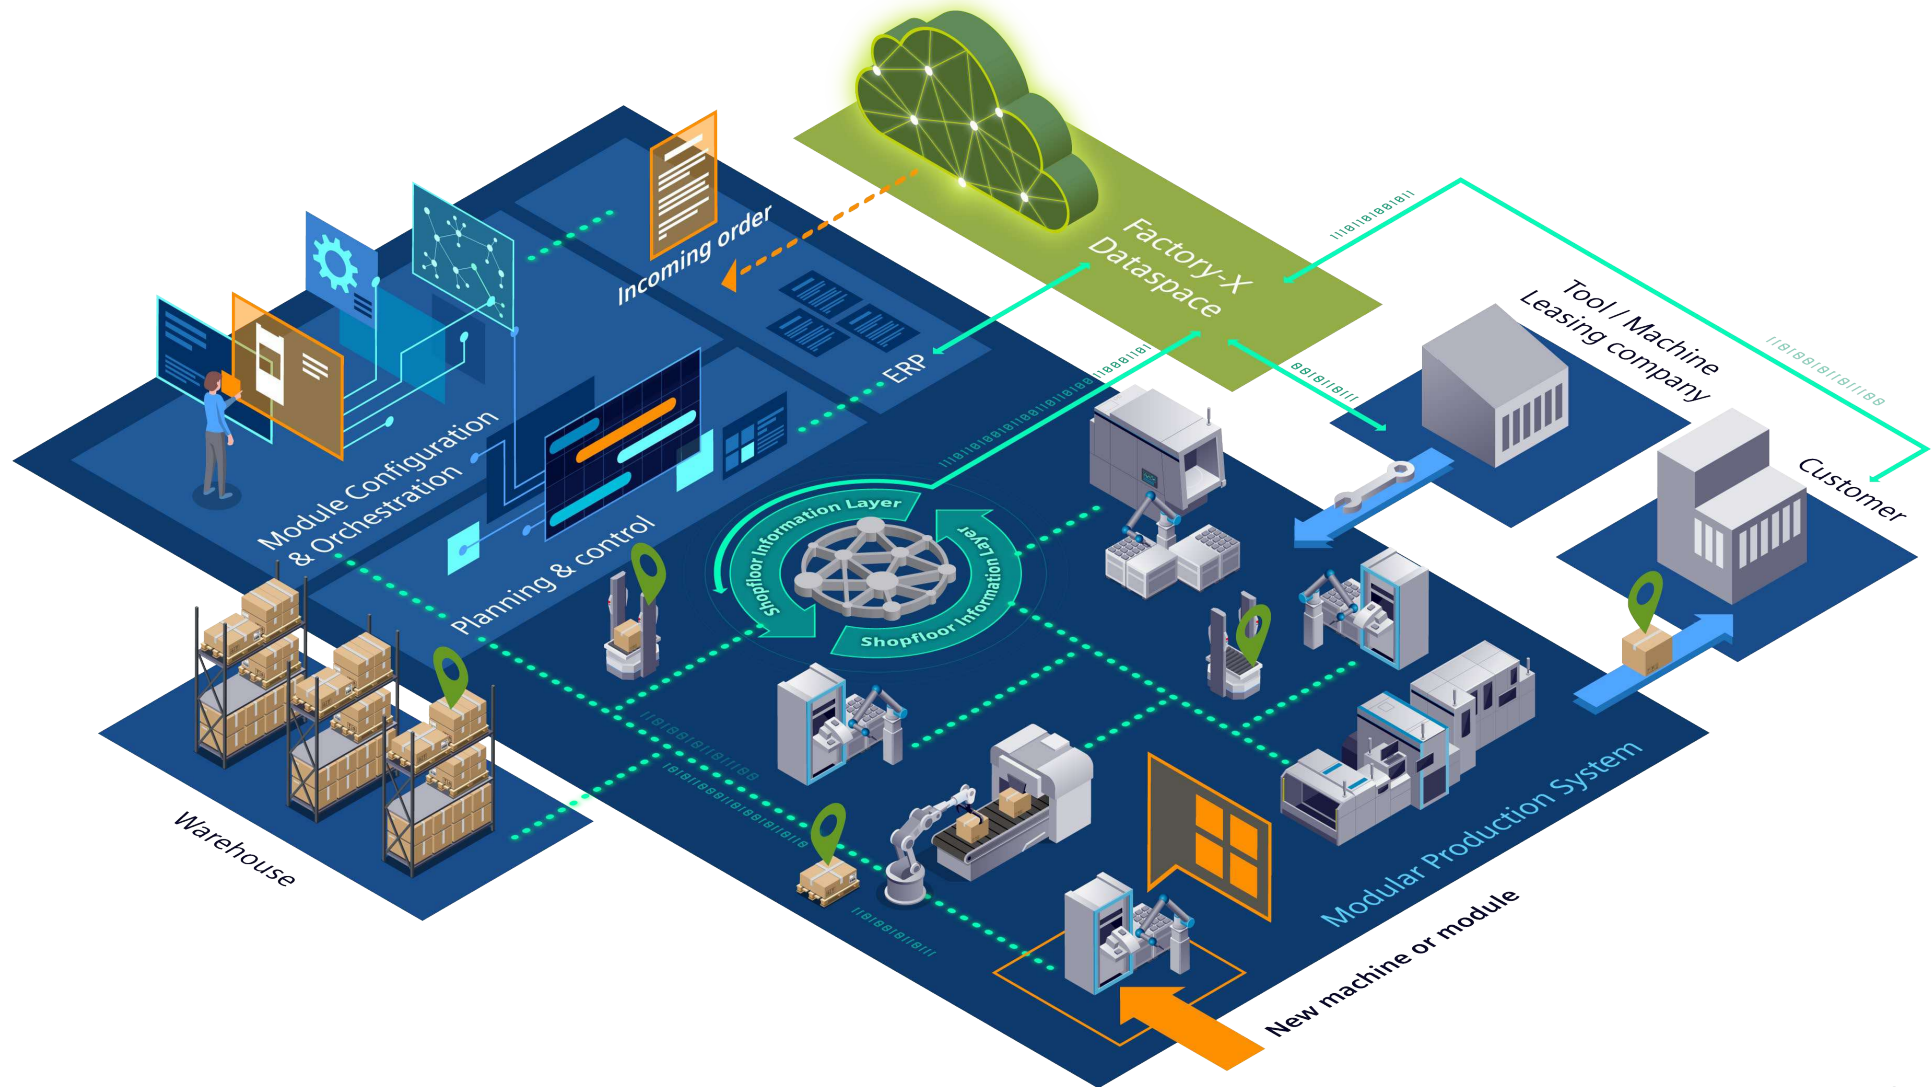 Incoming order
Factory-X
Dataspace
ERP
Tool / Machine
Leasing company
Customer
Module Configuration
& Orchestration
Planning & control
Shopfloor Information Layer
Shopfloor Information Layer
Warehouse
Modular Production System
New machine or module